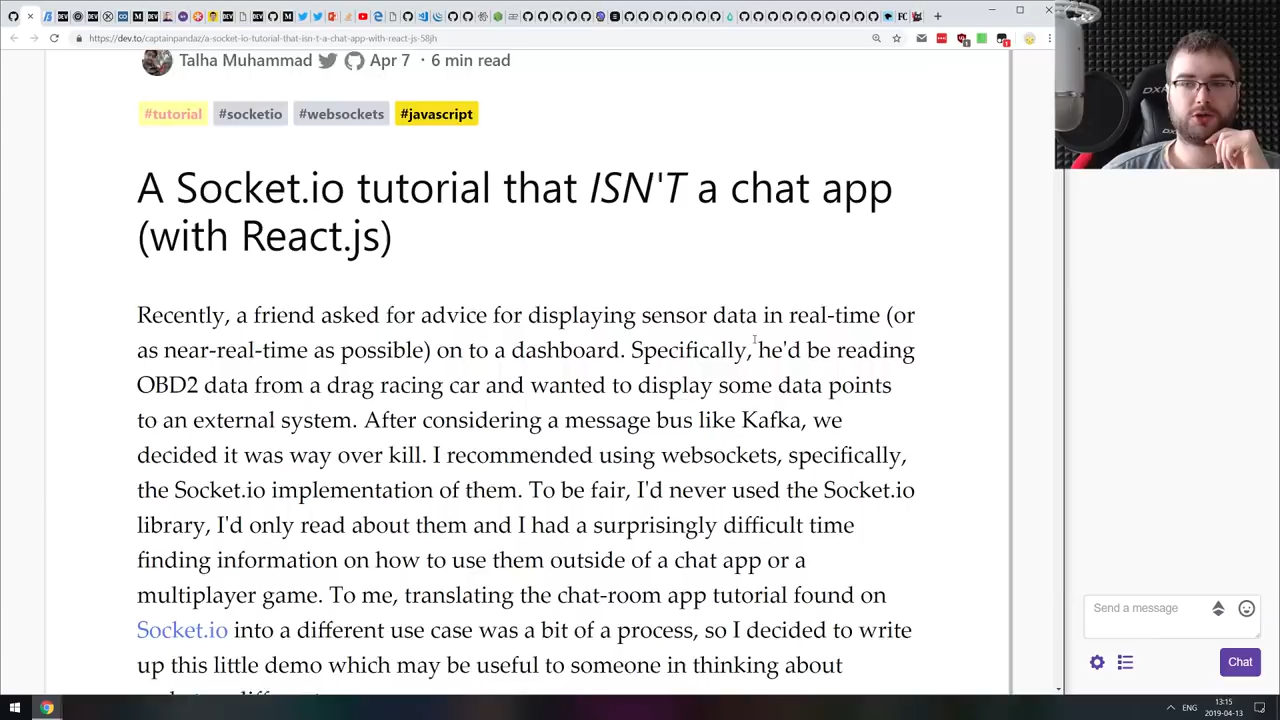 https://dev.to/captainpandaz/a-socket-io-tutorial-that-isn-t-a-chat-app-with-react-js-58jh
Talha Muhammad Apr 7 · 6 min read
#tutorial #socketio #websockets #javascript
A Socket.io tutorial that ISN'T a chat app
(with React.js)
Recently, a friend asked for advice for displaying sensor data in real-time (or
as near-real-time as possible) on to a dashboard. Specifically, he'd be reading
OBD2 data from a drag racing car and wanted to display some data points
to an external system. After considering a message bus like Kafka, we
decided it was way over kill. I recommended using websockets, specifically,
the Socket.io implementation of them. To be fair, I'd never used the Socket.io
library, I'd only read about them and I had a surprisingly difficult time
finding information on how to use them outside of a chat app or a
multiplayer game. To me, translating the chat-room app tutorial found on
Socket.io into a different use case was a bit of a process, so I decided to write
up this little demo which may be useful to someone in thinking about
Send a message
Chat
ENG
13:15
2019-04-13